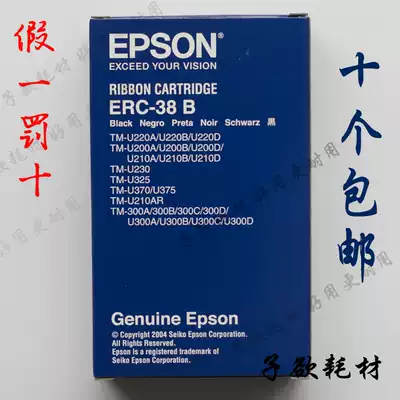 假一罚十
十个包邮
EPSON
EXCEED YOUR VISION
RIBBON CARTRIDGE
ERC-38 B
Black Negro Preta Noir Schwarz 黒
TM-U220A/U220B/U220D
TM-U200A/U200B/U200D/
U210A/U210B/U210D
TM-U230
TM-U325
TM-U370/U375
TM-U210AR
TM-300A/300B/300C/300D/
U300A/U300B/U300C/U300D
Genuine Epson
Copyright © 2004 Seiko Epson Corporation.
All Rights Reserved.
Epson is a registered trademark of
Seiko Epson Corporation.
子欲耗材